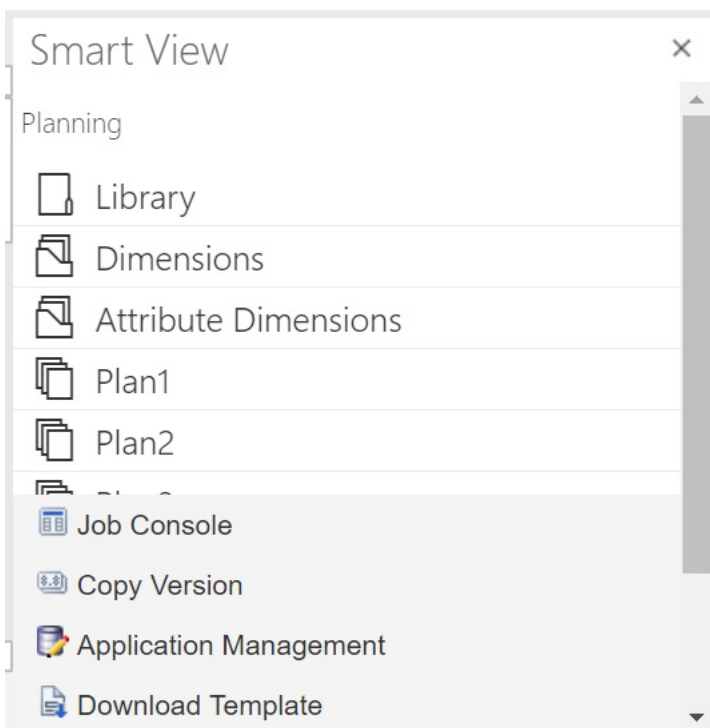 Smart View
Planning
Library
Dimensions
Attribute Dimensions
Plan1
Plan2
Job Console
Copy Version
Application Management
Download Template